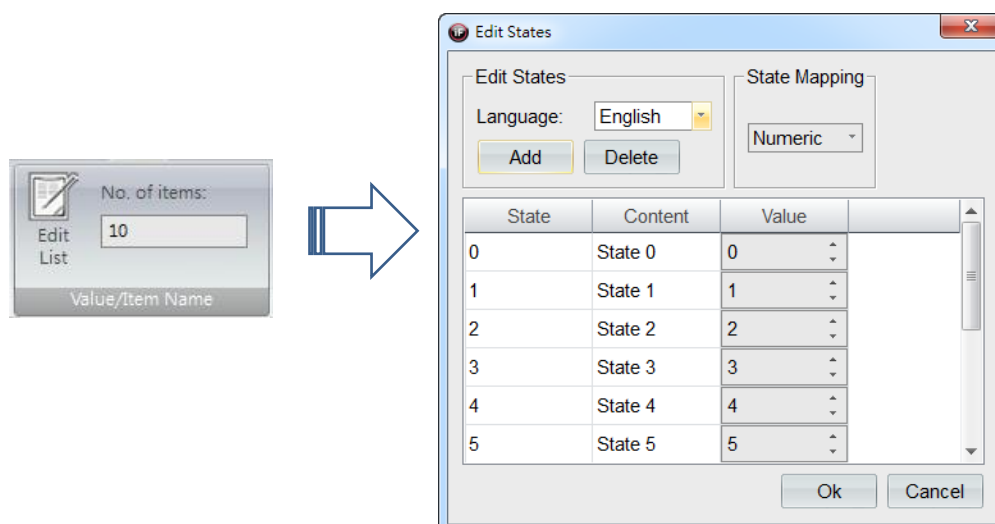 No. of items:
10
Edit
List
Value/Item Name
Edit States
Edit States
State Mapping
Language:
English
Numeric
Add
Delete
State Content Value
0 State 0 0
1 State 1 1
2 State 2 2
3 State 3 3
4 State 4 4
5 State 5 5
Ok
Cancel